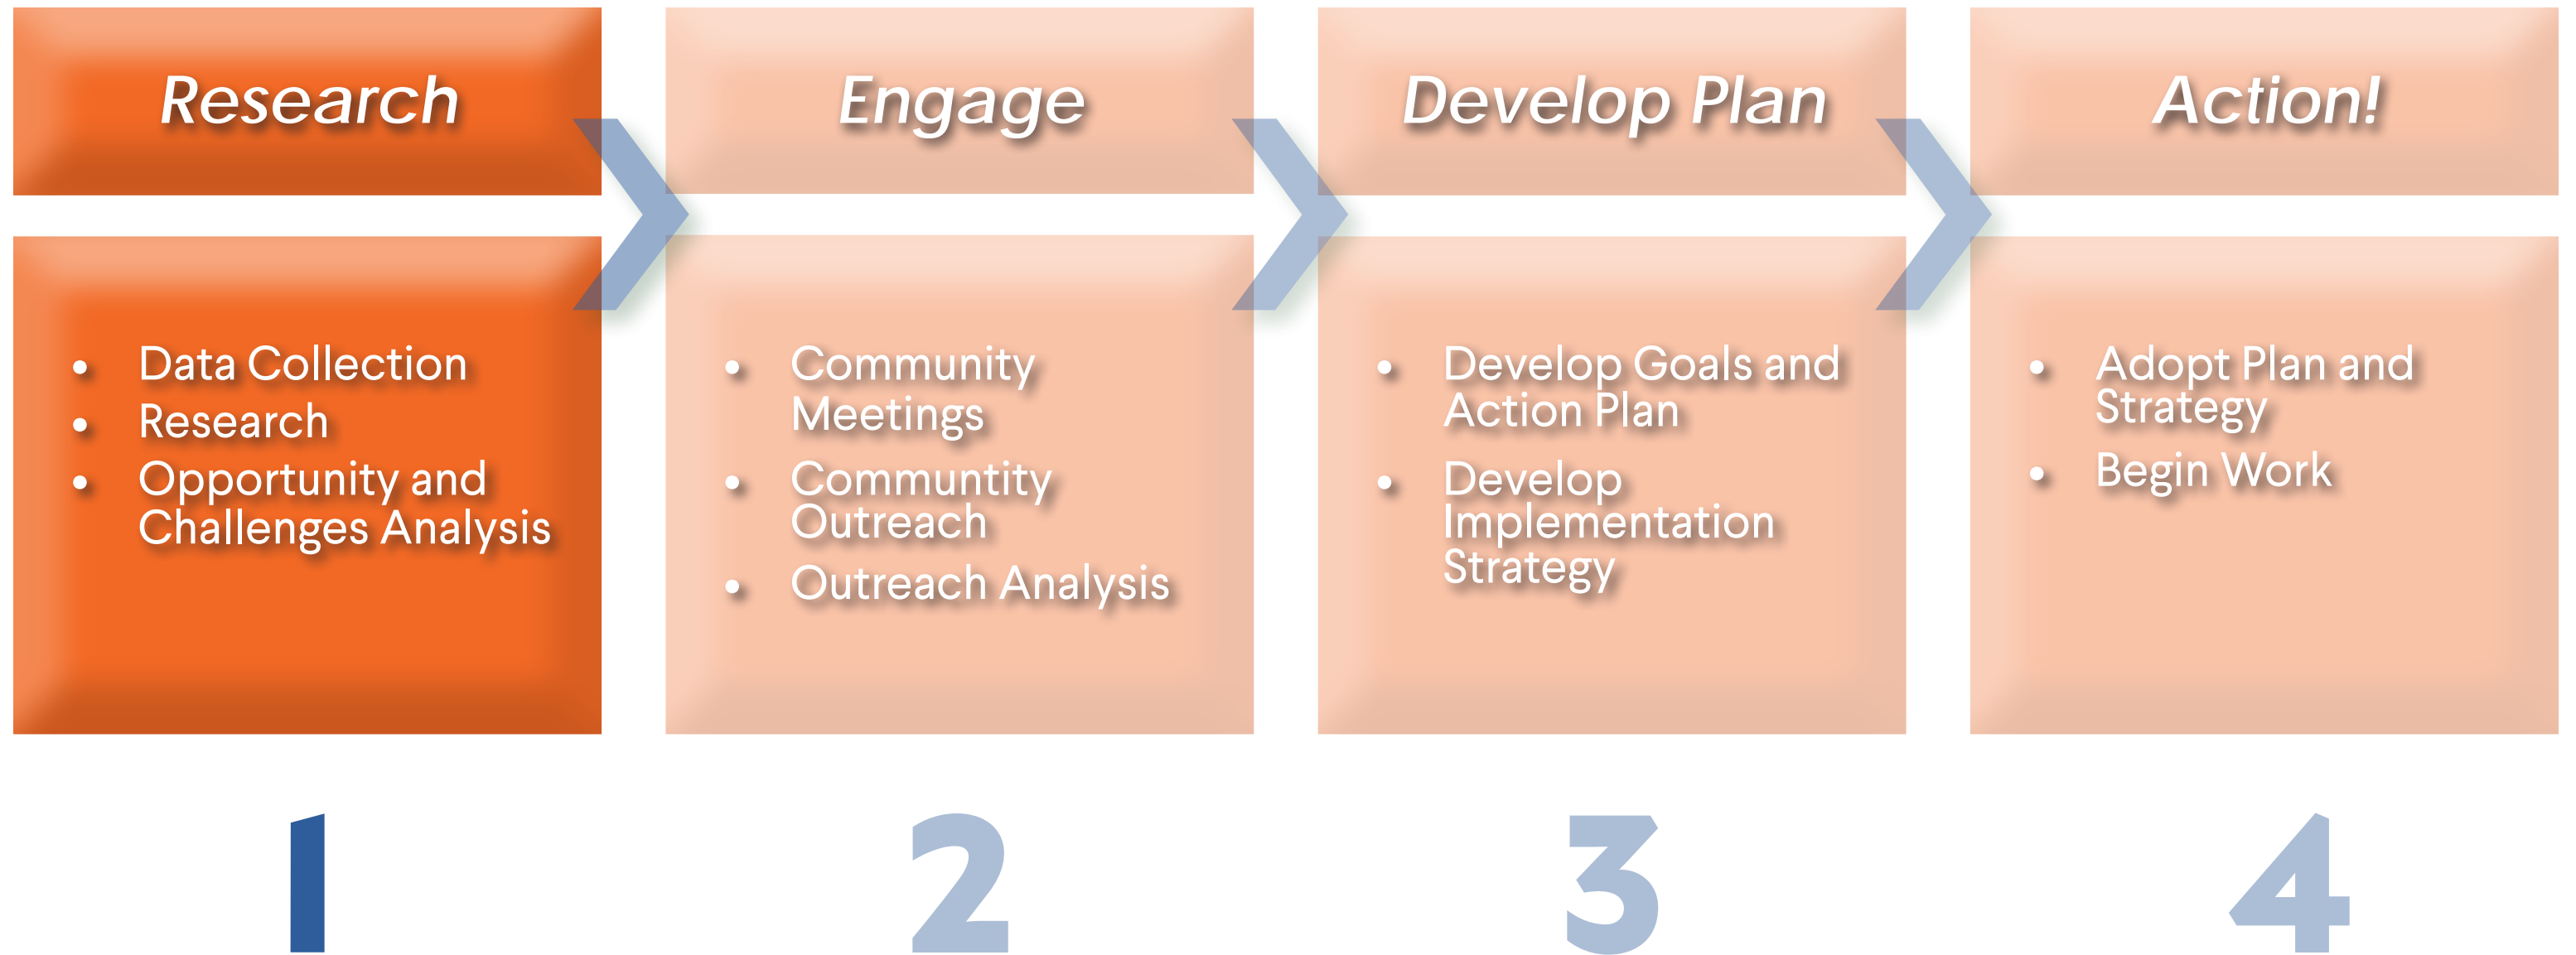 Research
Engage
Develop Plan
Action!
• Data Collection
• Research
• Opportunity and
Challenges Analysis
• Community
Meetings
• Communtity
Outreach
• Outreach Analysis
• Develop Goals and
Action Plan
• Develop
Implementation
Strategy
• Adopt Plan and
Strategy
• Begin Work
1
2
3
4